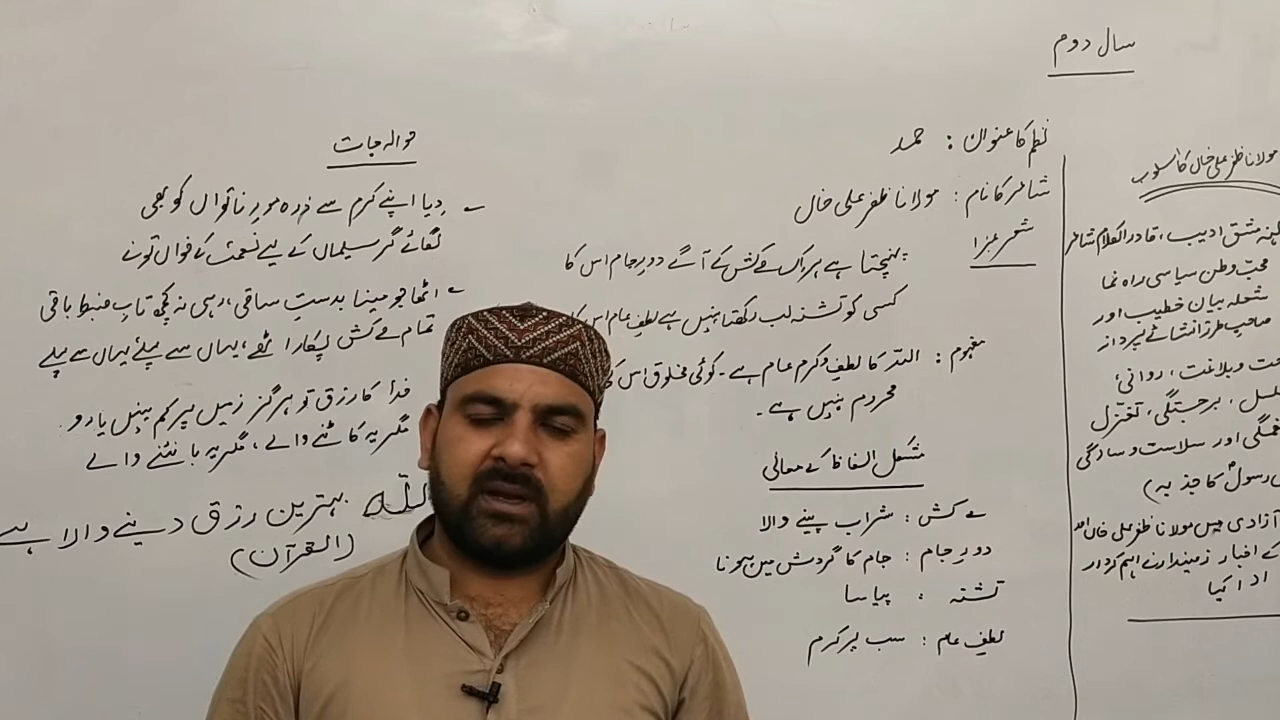 سال دوم
مولانا ظفر علی خاں کا اسلوب
کہنہ مشق ادیب، قادر الکلام شاعر
محبّ وطن سیاسی راہ نما
شعلہ بیان خطیب اور
صاحبِ طرز انشائے پرداز
وبلاغت، روانی،
برجستگی، تغزّل
اور سلاست و سادگی
رسولؐ کا جذبہ)
آزادی میں مولانا ظفر علی خاں اور
کے اخبار زمیندار نے اہم کردار
ادا کیا
نظم کا عنوان : حمد
شاعر کا نام : مولانا ظفر علی خاں
شعر ہزا
پہنچتا ہے ہر اک مے کش کے آگے دورِ جام اس کا
کسی کو تشنہ لب رکھتا نہیں ہے لطفِ عام اس کا
مفہوم : اللہ کا لطف و کرم عام ہے۔ کوئی مخلوق اس
محروم نہیں ہے۔
مشکل الفاظ کے معانی
مے کش : شراب پینے والا
دورِ جام : جام کا گردش میں ہونا
تشنہ : پیاسا
لطفِ عام : سب پر کرم
حوالہ جات
- دیا اپنے کرم سے ذرہ مورِ ناتواں کو بھی
لگائے گر سلیماں کے لیے نعمت کے خواں تو نے
- اٹھا جو مینا بدستِ ساقی، رہی نہ کچھ تابِ ضبط باقی
تمام مے کش پکار اٹھے، یہاں سے پہلے یہاں سے پہلے
خدا کا رزق تو ہرگز زمیں پر کم نہیں یارو
مگر یہ کاٹنے والے، مگر یہ بانٹنے والے
اللہ بہترین رزق دینے والا ہے
(القرآن)